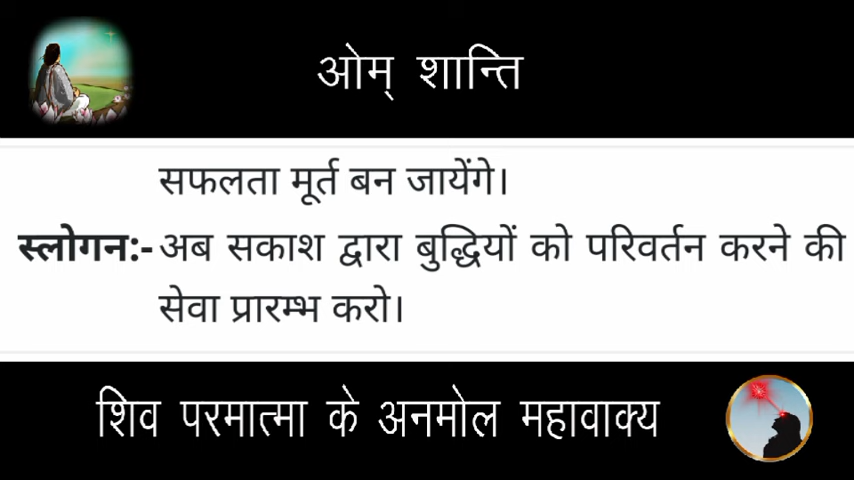 ओम् शान्ति
सफलता मूर्त बन जायेंगे।
स्लोगन:- अब सकाश द्वारा बुद्धियों को परिवर्तन करने की
सेवा प्रारम्भ करो।
शिव परमात्मा के अनमोल महावाक्य